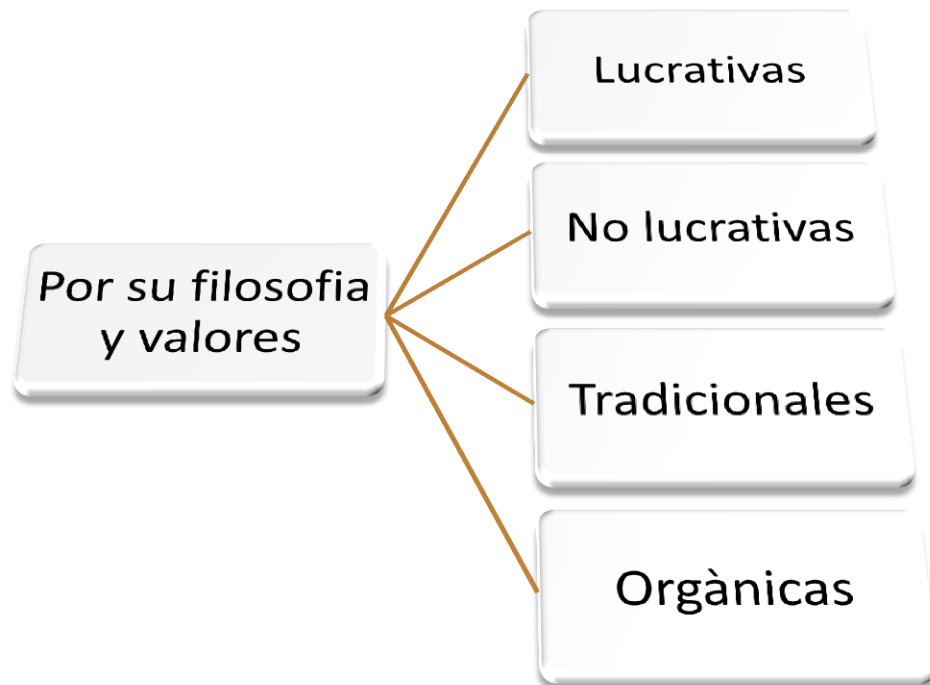 Por su filosofia
y valores
Lucrativas
No lucrativas
Tradicionales
Orgànicas